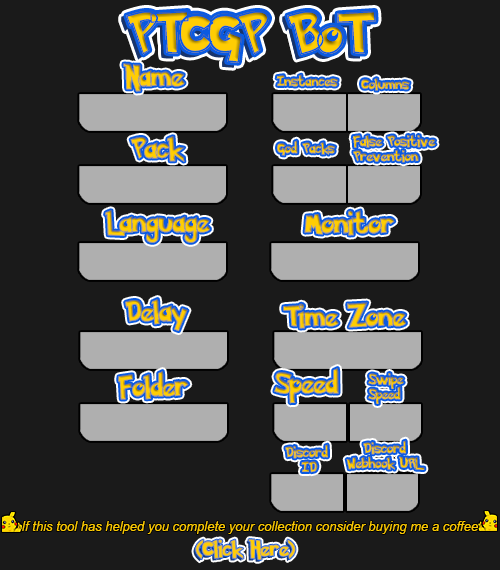 PTCGP BoT
Name
Instances
Columns
Pack
God Packs
False Positive
Prevention
Language
Monitor
Delay
Time Zone
Folder
Speed
Swipe
Speed
Discord
ID
Discord
Webhook URL
If this tool has helped you complete your collection consider buying me a coffee
(Click Here)